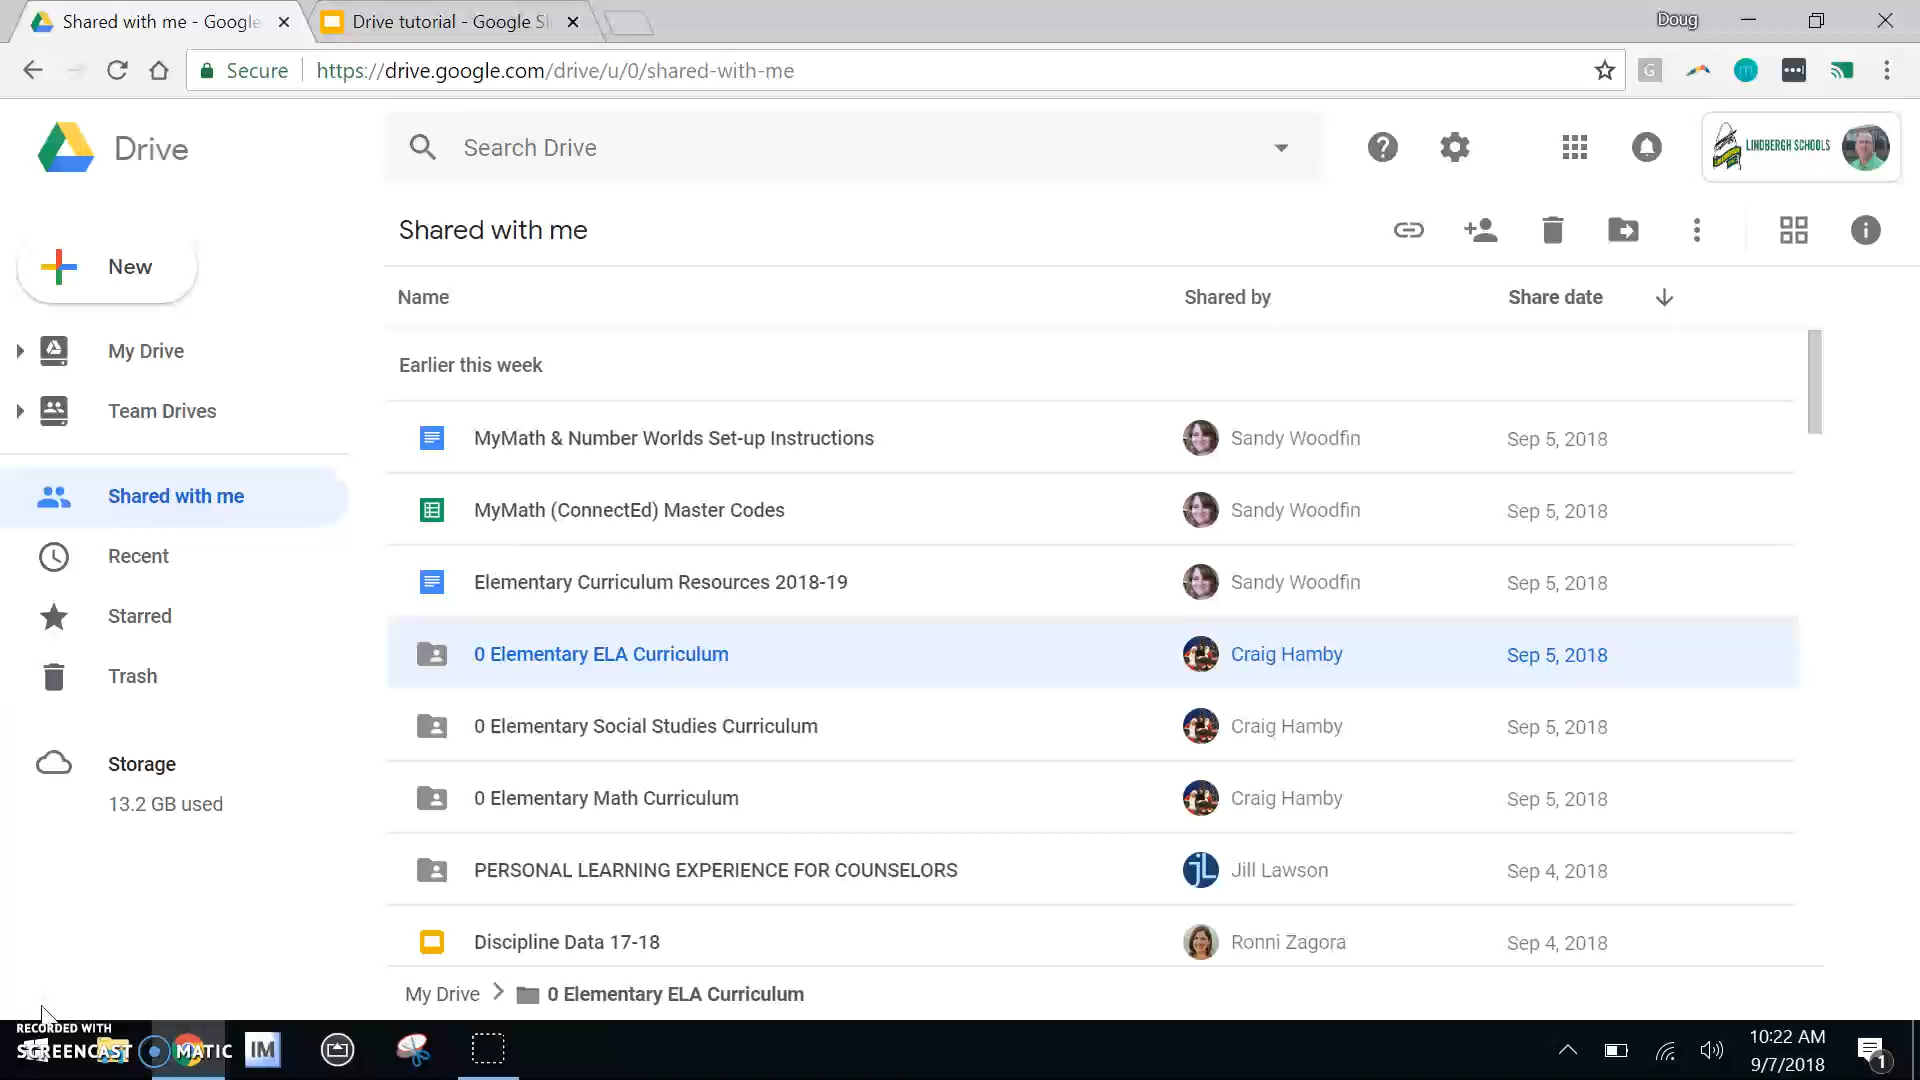 Shared with me - Google
Drive tutorial - Google Sl
Doug
Secure
https://drive.google.com/drive/u/0/shared-with-me
G
m
Drive
Search Drive
LINDBERGH SCHOOLS
Shared with me
New
Name
Shared by
Share date
My Drive
Earlier this week
Team Drives
MyMath & Number Worlds Set-up Instructions
Sandy Woodfin
Sep 5, 2018
Shared with me
MyMath (ConnectEd) Master Codes
Sandy Woodfin
Sep 5, 2018
Recent
Elementary Curriculum Resources 2018-19
Sandy Woodfin
Sep 5, 2018
Starred
0 Elementary ELA Curriculum
Craig Hamby
Sep 5, 2018
Trash
0 Elementary Social Studies Curriculum
Craig Hamby
Sep 5, 2018
Storage
13.2 GB used
0 Elementary Math Curriculum
Craig Hamby
Sep 5, 2018
PERSONAL LEARNING EXPERIENCE FOR COUNSELORS
jL
Jill Lawson
Sep 4, 2018
Discipline Data 17-18
Ronni Zagora
Sep 4, 2018
My Drive
0 Elementary ELA Curriculum
RECORDED WITH
SCREENCAST MATIC
IM
10:22 AM
9/7/2018
1